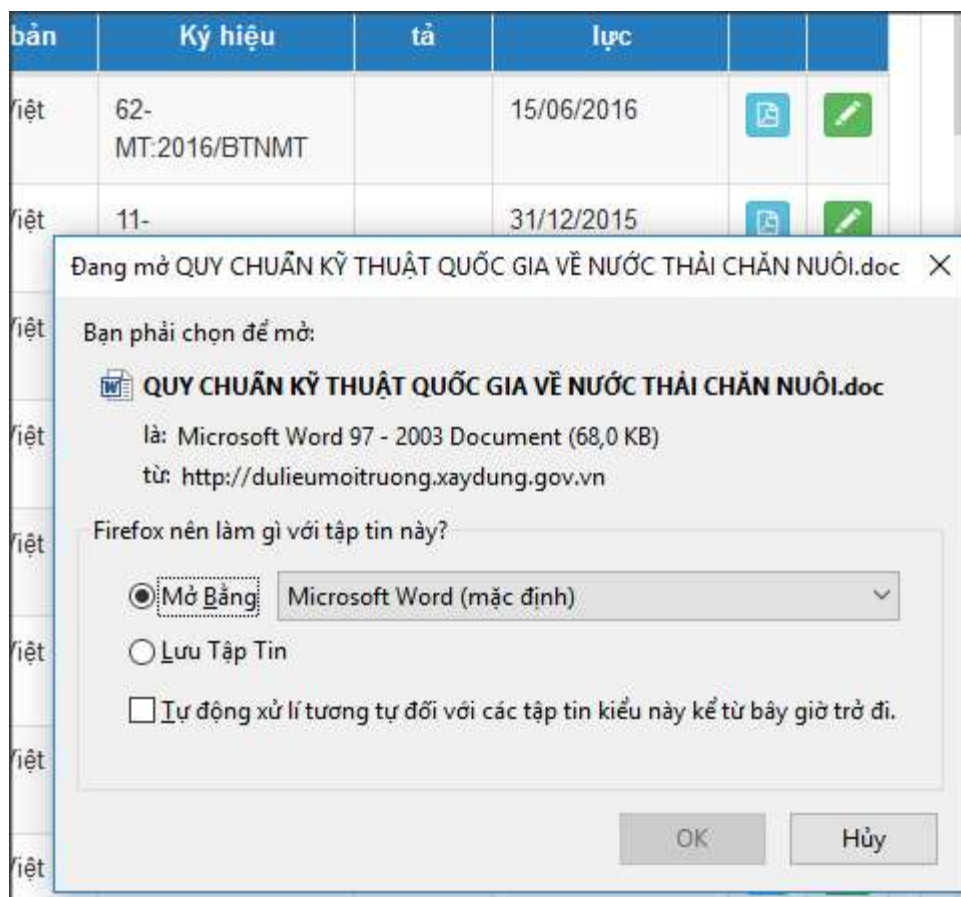 bản Ký hiệu tả lực
Việt 62- 15/06/2016
MT:2016/BTNMT
Việt 11- 31/12/2015
Đang mở QUY CHUẨN KỸ THUẬT QUỐC GIA VỀ NƯỚC THẢI CHĂN NUÔI.doc
Việt
Bạn phải chọn để mở:
QUY CHUẨN KỸ THUẬT QUỐC GIA VỀ NƯỚC THẢI CHĂN NUÔI.doc
Việt
là: Microsoft Word 97 - 2003 Document (68,0 KB)
từ: http://dulieumoitruong.xaydung.gov.vn
Firefox nên làm gì với tập tin này?
Việt
Mở Bằng Microsoft Word (mặc định)
Việt
Lưu Tập Tin
Tự động xử lí tương tự đối với các tập tin kiểu này kể từ bây giờ trở đi.
Việt
OK Hủy
Việt